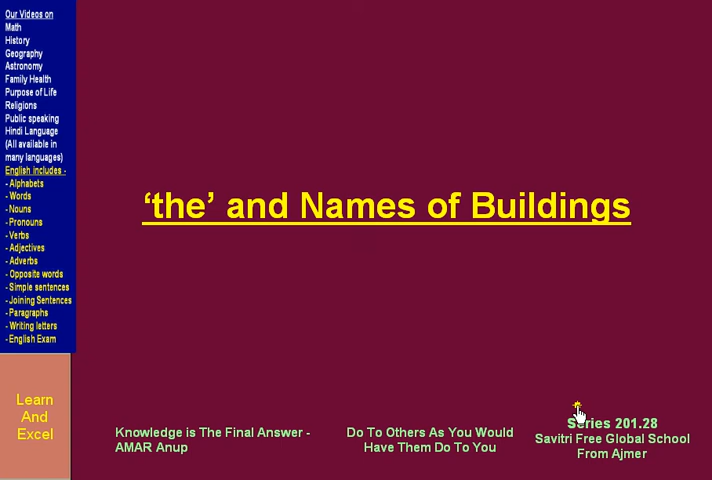 Our Videos on
Math
History
Geography
Astronomy
Family Health
Purpose of Life
Religions
Public speaking
Hindi Language
(All available in
many languages)
English includes -
- Alphabets
- Words
- Nouns
- Pronouns
- Verbs
- Adjectives
- Adverbs
- Opposite words
- Simple sentences
- Joining Sentences
- Paragraphs
- Writing letters
- English Exam
‘the’ and Names of Buildings
Learn
And
Excel
Knowledge is The Final Answer -
AMAR Anup
Do To Others As You Would
Have Them Do To You
Series 201.28
Savitri Free Global School
From Ajmer